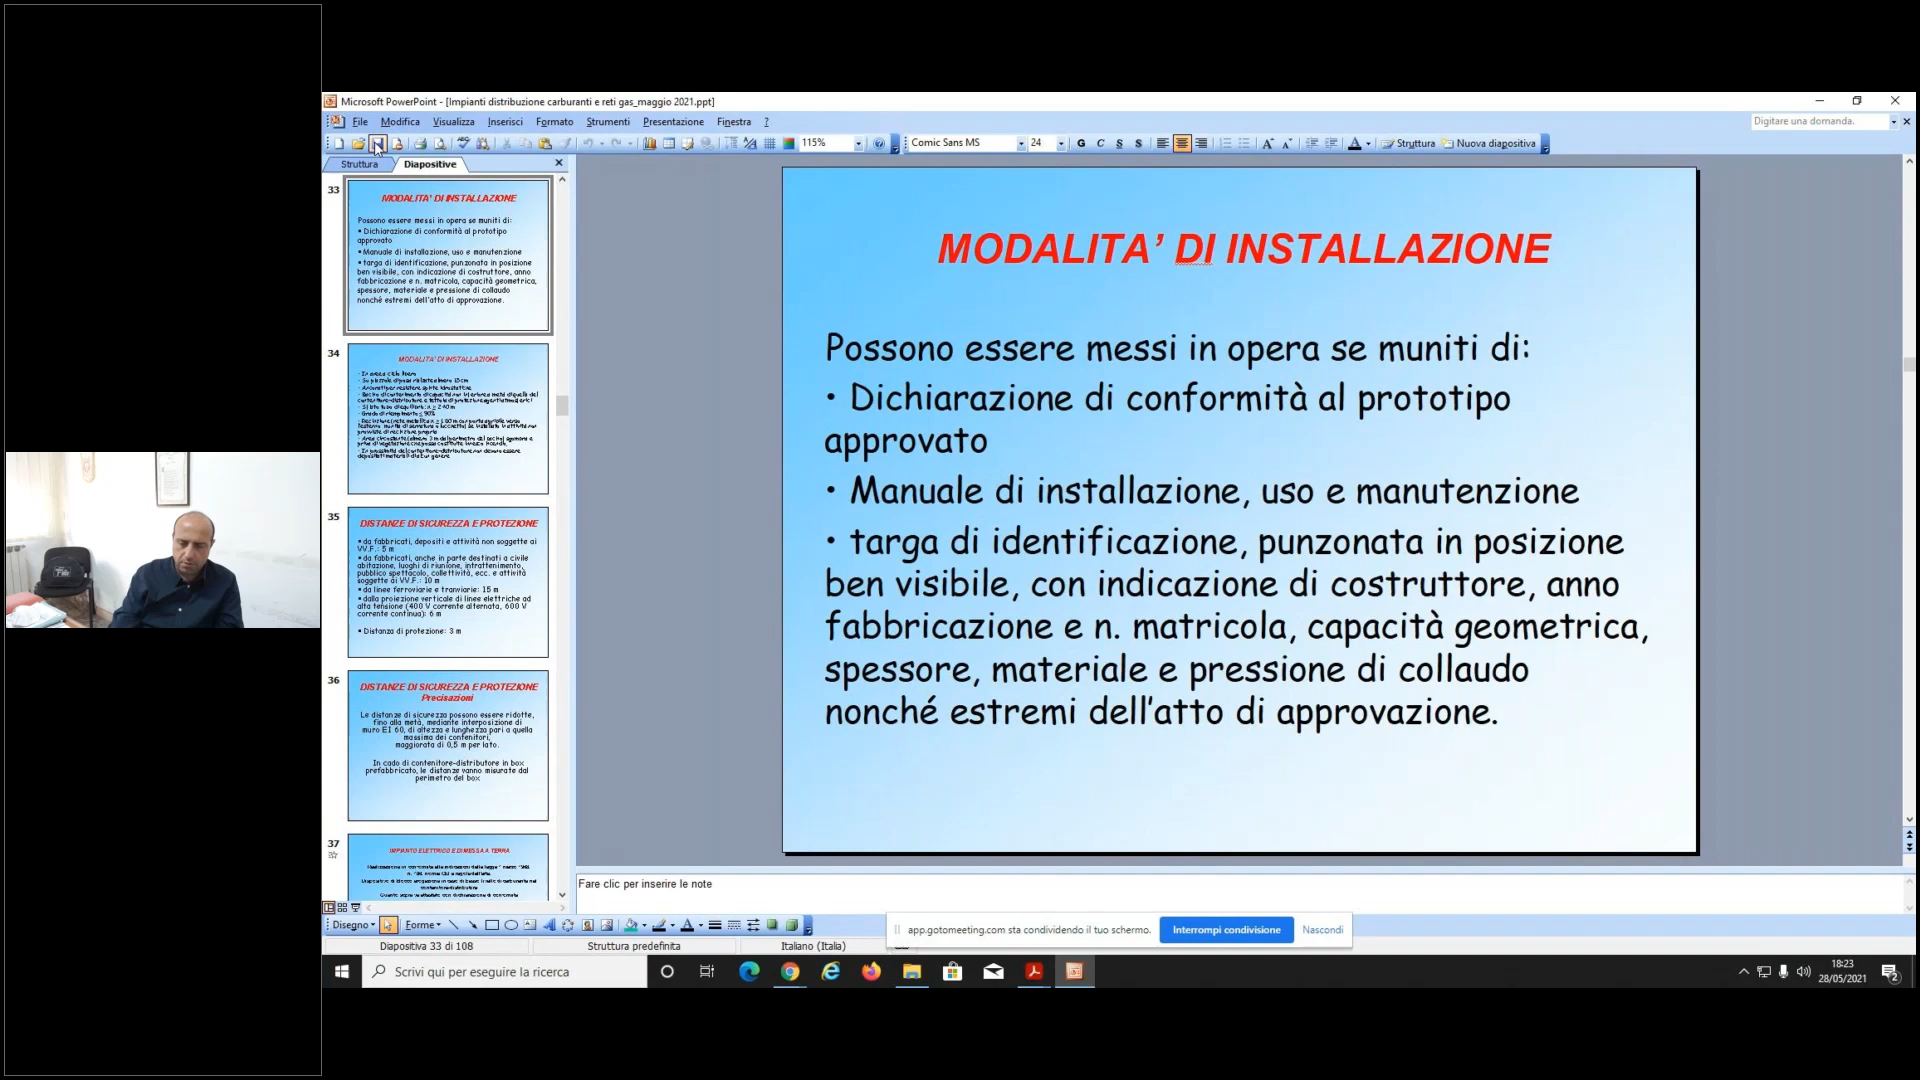 Microsoft PowerPoint - [Impianti distribuzione carburanti e reti gas_maggio 2021.ppt]
File Modifica Visualizza Inserisci Formato Strumenti Presentazione Finestra ?
Digitare una domanda.
115%
Comic Sans MS
24
G C S S
Struttura
Nuova diapositiva
Struttura
Diapositive
33
MODALITA' DI INSTALLAZIONE
Possono essere messi in opera se muniti di:
• Dichiarazione di conformità al prototipo
approvato
• Manuale di installazione, uso e manutenzione
• targa di identificazione, punzonata in posizione
ben visibile, con indicazione di costruttore, anno
fabbricazione e n. matricola, capacità geometrica,
spessore, materiale e pressione di collaudo
nonché estremi dell'atto di approvazione.
34
MODALITA' DI INSTALLAZIONE
35
DISTANZE DI SICUREZZA E PROTEZIONE
• da fabbricati, depositi e attività non soggette ai
VV.F.: 5 m
• da fabbricati, anche in parte destinati a civile
abitazione, luoghi di riunione, intrattenimento,
pubblico spettacolo, collettività, ecc. e attività
soggette ai VV.F.: 10 m
• da linee ferroviarie e tranviarie: 15 m
• dalla proiezione verticale di linee elettriche ad
alta tensione (400 V corrente alternata, 600 V
corrente continua): 6 m
• Distanza di protezione: 3 m
36
DISTANZE DI SICUREZZA E PROTEZIONE
Precisazioni
Le distanze di sicurezza possono essere ridotte,
fino alla metà, mediante interposizione di
muro EI 60, di altezza e lunghezza pari a quella
massima dei contenitori,
maggiorata di 0,5 m per lato.
In cado di contenitore-distributore in box
prefabbricato, le distanze vanno misurate dal
perimetro del box
37
IMPIANTO ELETTRICO E DI MESSA A TERRA
MODALITA' DI INSTALLAZIONE
Possono essere messi in opera se muniti di:
• Dichiarazione di conformità al prototipo
approvato
• Manuale di installazione, uso e manutenzione
• targa di identificazione, punzonata in posizione
ben visibile, con indicazione di costruttore, anno
fabbricazione e n. matricola, capacità geometrica,
spessore, materiale e pressione di collaudo
nonché estremi dell'atto di approvazione.
Fare clic per inserire le note
Disegno
Forme
app.gotomeeting.com sta condividendo il tuo schermo.
Interrompi condivisione
Nascondi
Diapositiva 33 di 108
Struttura predefinita
Italiano (Italia)
Scrivi qui per eseguire la ricerca
18:23
28/05/2021
2